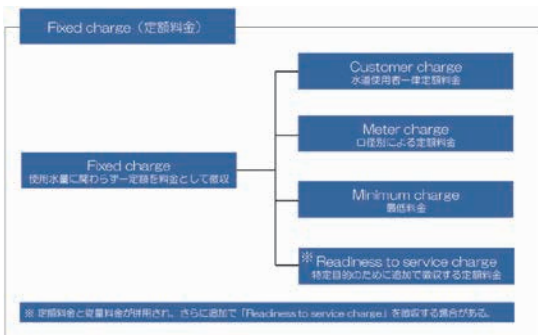 Fixed charge（定額料金）
Customer charge
水道使用者一律定額料金
Meter charge
口径別による定額料金
Fixed charge
使用水量に関わらず一定額を料金として徴収
Minimum charge
最低料金
※ Readiness to service charge
特定目的のために追加で徴収する定額料金
※ 定額料金と従量料金が併用され、さらに追加で「Readiness to service charge」を徴収する場合がある。